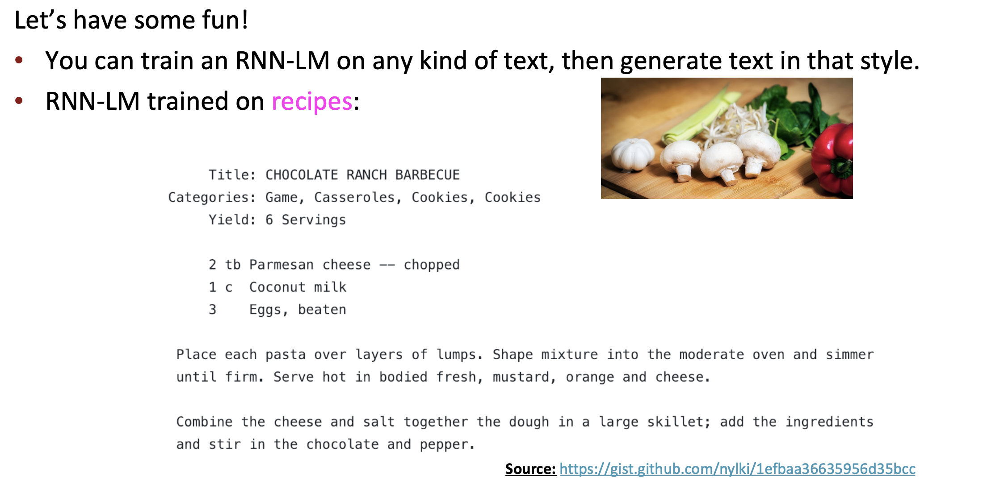 Let’s have some fun!
• You can train an RNN-LM on any kind of text, then generate text in that style.
• RNN-LM trained on recipes:
Title: CHOCOLATE RANCH BARBECUE
Categories: Game, Casseroles, Cookies, Cookies
Yield: 6 Servings
2 tb Parmesan cheese -- chopped
1 c  Coconut milk
3    Eggs, beaten
Place each pasta over layers of lumps. Shape mixture into the moderate oven and simmer
until firm. Serve hot in bodied fresh, mustard, orange and cheese.
Combine the cheese and salt together the dough in a large skillet; add the ingredients
and stir in the chocolate and pepper.
Source: https://gist.github.com/nylki/1efbaa36635956d35bcc